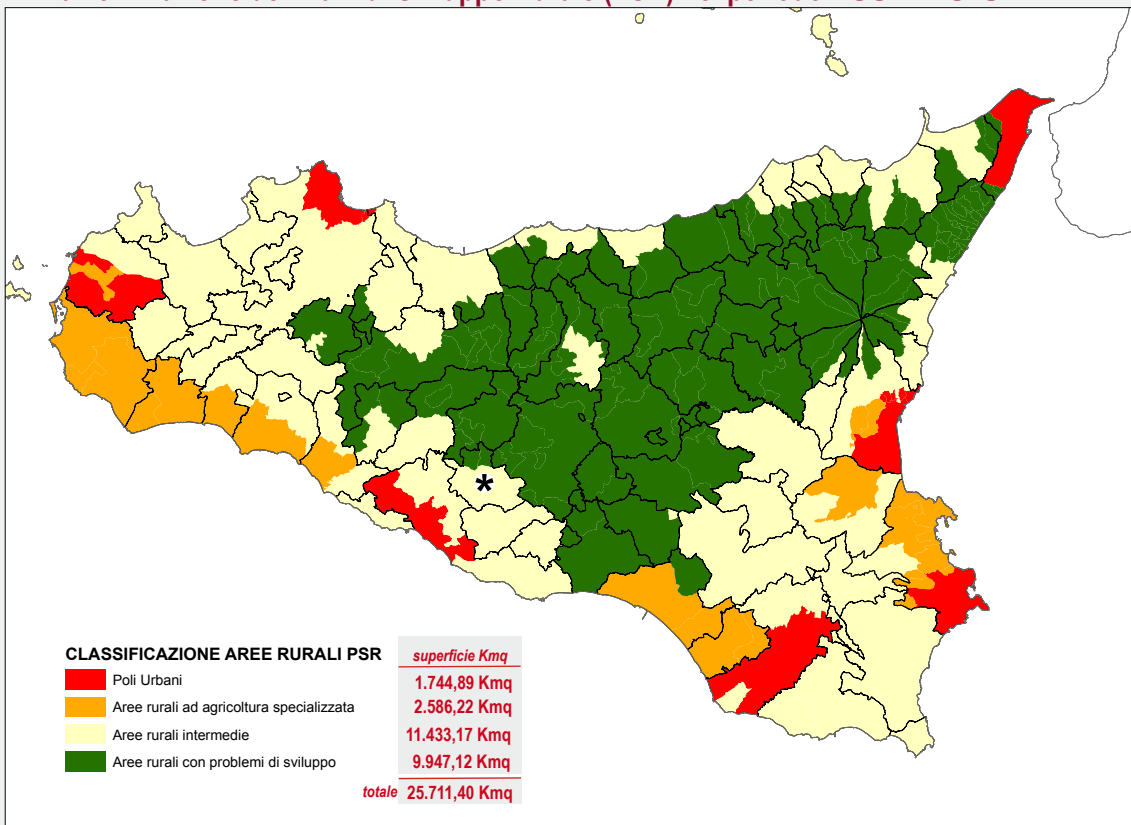 CLASSIFICAZIONE AREE RURALI PSR superficie Kmq
Poli Urbani 1.744,89 Kmq
Aree rurali ad agricoltura specializzata 2.586,22 Kmq
Aree rurali intermedie 11.433,17 Kmq
Aree rurali con problemi di sviluppo 9.947,12 Kmq
totale 25.711,40 Kmq
*